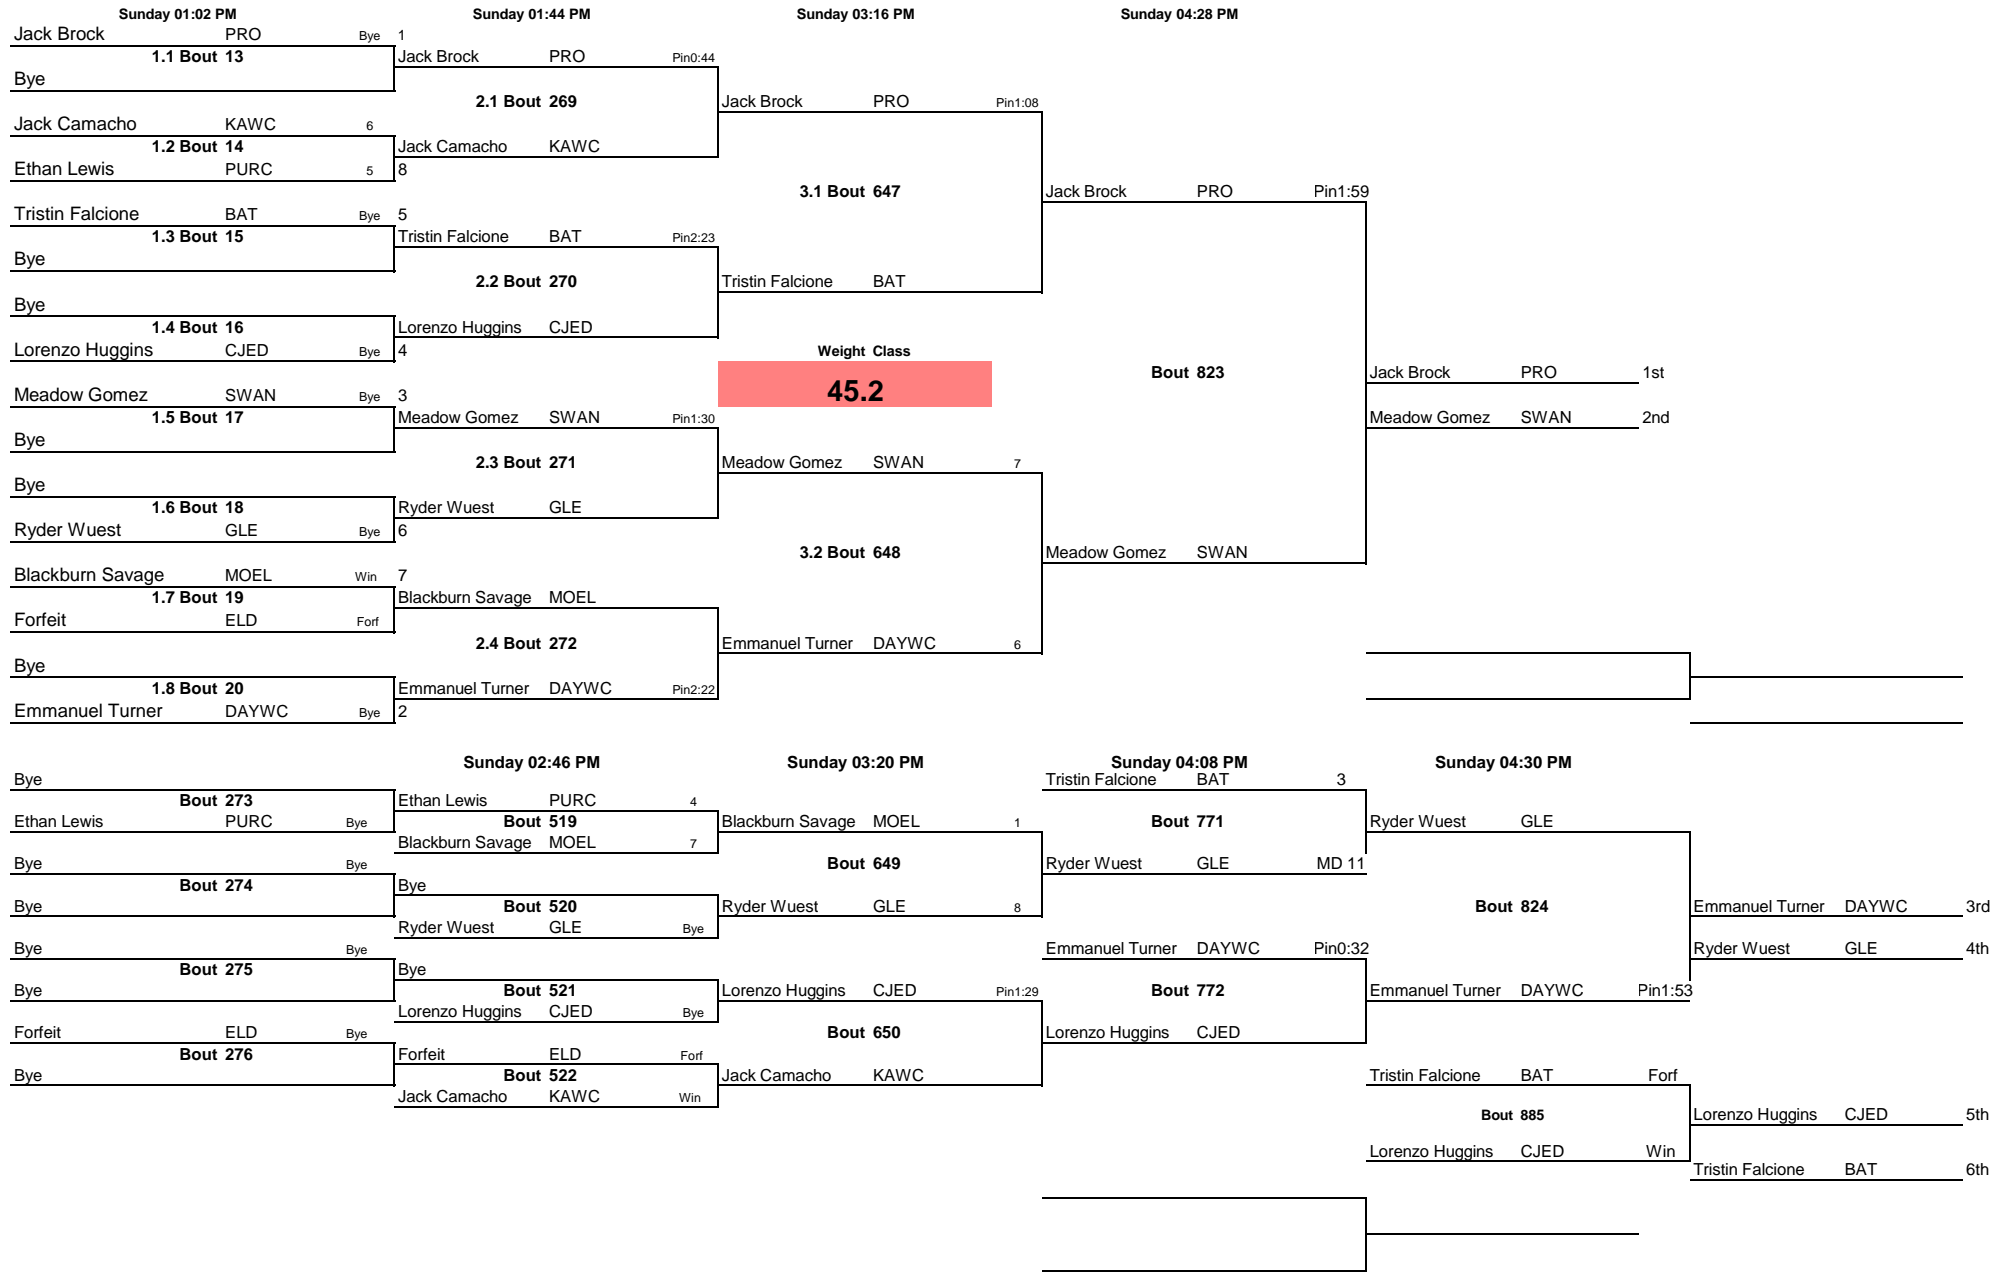 Sunday 01:02 PM Sunday 01:44 PM Sunday 03:16 PM Sunday 04:28 PM
Jack Brock PRO Bye 1
1.1 Bout 13 Jack Brock PRO Pin0:44
Bye
2.1 Bout 269 Jack Brock PRO Pin1:08
Jack Camacho KAWC 6
1.2 Bout 14 Jack Camacho KAWC
Ethan Lewis PURC 5 8
3.1 Bout 647 Jack Brock PRO Pin1:59
Tristin Falcione BAT Bye 5
1.3 Bout 15 Tristin Falcione BAT Pin2:23
Bye
2.2 Bout 270 Tristin Falcione BAT
Bye
1.4 Bout 16 Lorenzo Huggins CJED
Lorenzo Huggins CJED Bye 4 Weight Class
Bout 823 Jack Brock PRO 1st
45.2
Meadow Gomez SWAN Bye 3
1.5 Bout 17 Meadow Gomez SWAN Pin1:30 Meadow Gomez SWAN 2nd
Bye
2.3 Bout 271 Meadow Gomez SWAN 7
Bye
1.6 Bout 18 Ryder Wuest GLE
Ryder Wuest GLE Bye 6
3.2 Bout 648 Meadow Gomez SWAN
Blackburn Savage MOEL Win 7
1.7 Bout 19 Blackburn Savage MOEL
Forfeit ELD Forf
2.4 Bout 272 Emmanuel Turner DAYWC 6
Bye
1.8 Bout 20 Emmanuel Turner DAYWC Pin2:22
Emmanuel Turner DAYWC Bye 2
Sunday 02:46 PM Sunday 03:20 PM Sunday 04:08 PM Sunday 04:30 PM
Bye Tristin Falcione BAT 3
Bout 273 Ethan Lewis PURC 4
Ethan Lewis PURC Bye Bout 519 Blackburn Savage MOEL 1 Bout 771 Ryder Wuest GLE
Blackburn Savage MOEL 7
Bye Bye Bout 649 Ryder Wuest GLE MD 11
Bout 274 Bye
Bye Bout 520 Ryder Wuest GLE 8 Bout 824 Emmanuel Turner DAYWC 3rd
Ryder Wuest GLE Bye
Bye Bye Emmanuel Turner DAYWC Pin0:32 Ryder Wuest GLE 4th
Bout 275 Bye
Bye Bout 521 Lorenzo Huggins CJED Pin1:29 Bout 772 Emmanuel Turner DAYWC Pin1:53
Lorenzo Huggins CJED Bye
Forfeit ELD Bye Bout 650 Lorenzo Huggins CJED
Bout 276 Forfeit ELD Forf
Bye Bout 522 Jack Camacho KAWC Tristin Falcione BAT Forf
Jack Camacho KAWC Win
Bout 885 Lorenzo Huggins CJED 5th
Lorenzo Huggins CJED Win
Tristin Falcione BAT 6th